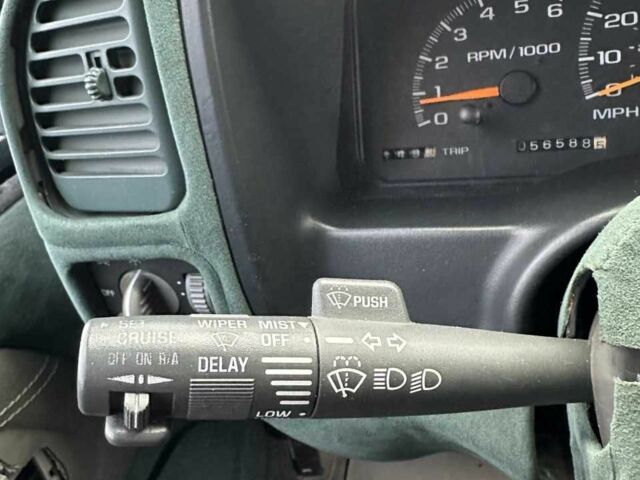 0 1 2 3 4 5 6
RPM/1000
0 10 20
MPH
TRIP
056588
PUSH
SET
CRUISE
OFF ON R/A
WIPER MIST
OFF
DELAY
LOW